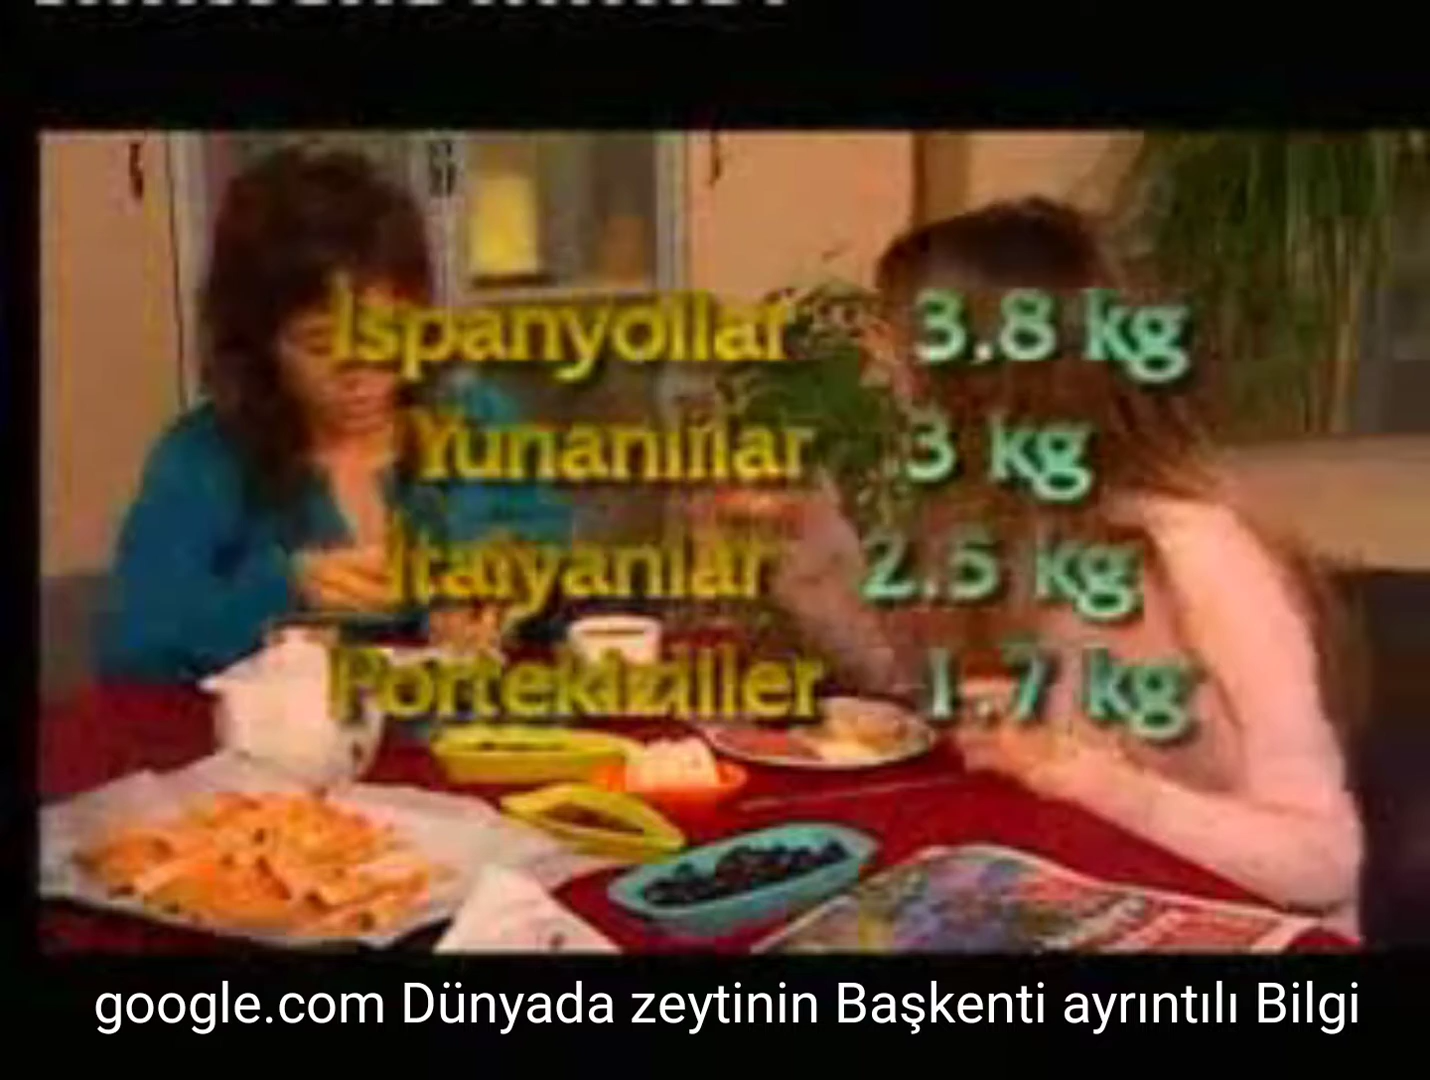 İspanyollar 3.8 kg
Yunanlılar 3 kg
İtalyanlar 2.5 kg
Portekizliler 1.7 kg
google.com Dünyada zeytinin Başkenti ayrıntılı Bilgi